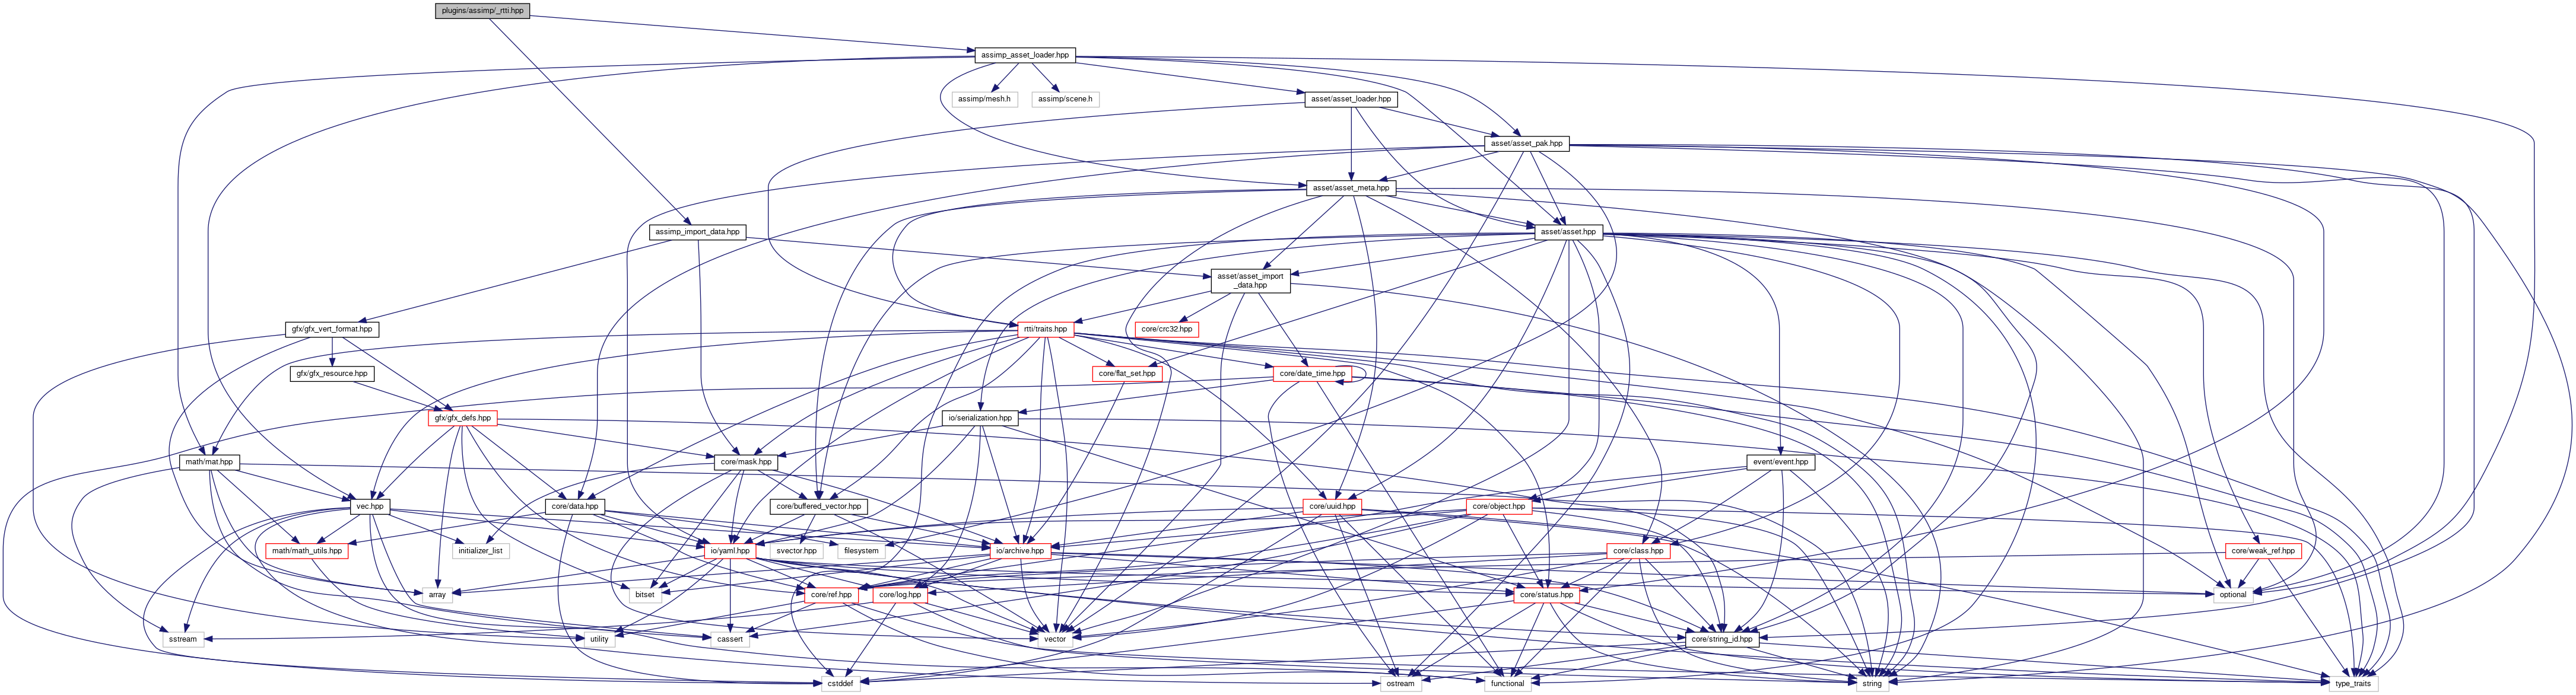 plugins/assimp/_rtti.hpp
assimp_asset_loader.hpp
assimp/mesh.h
assimp/scene.h
asset/asset_loader.hpp
asset/asset_pak.hpp
asset/asset_meta.hpp
assimp_import_data.hpp
asset/asset.hpp
asset/asset_import
_data.hpp
gfx/gfx_vert_format.hpp
rtti/traits.hpp
core/crc32.hpp
gfx/gfx_resource.hpp
core/flat_set.hpp
core/date_time.hpp
gfx/gfx_defs.hpp
io/serialization.hpp
math/mat.hpp
core/mask.hpp
event/event.hpp
vec.hpp
core/data.hpp
core/buffered_vector.hpp
core/uuid.hpp
core/object.hpp
math/math_utils.hpp
initializer_list
io/yaml.hpp
svector.hpp
filesystem
io/archive.hpp
core/class.hpp
core/weak_ref.hpp
array
bitset
core/ref.hpp
core/log.hpp
core/status.hpp
optional
sstream
utility
cassert
vector
core/string_id.hpp
cstddef
ostream
functional
string
type_traits